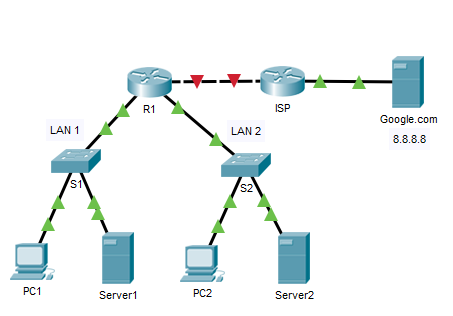 R1
ISP
Google.com
8.8.8.8
LAN 1
LAN 2
S1
S2
PC1
Server1
PC2
Server2